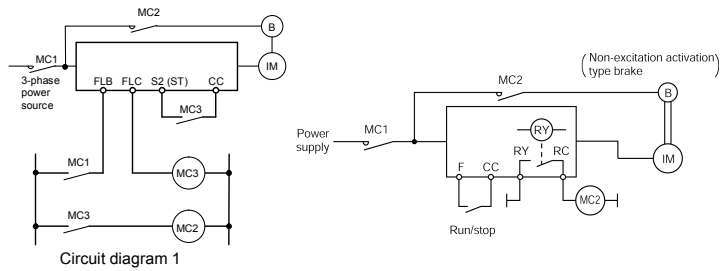 MC2
B
MC1
IM
3-phase
power
source
FLB FLC S2 (ST) CC
MC3
MC1
MC3
MC3
MC2
Circuit diagram 1
(Non-excitation activation)
type brake
MC2
B
Power
supply
MC1
RY
RY RC
F CC
IM
MC2
Run/stop